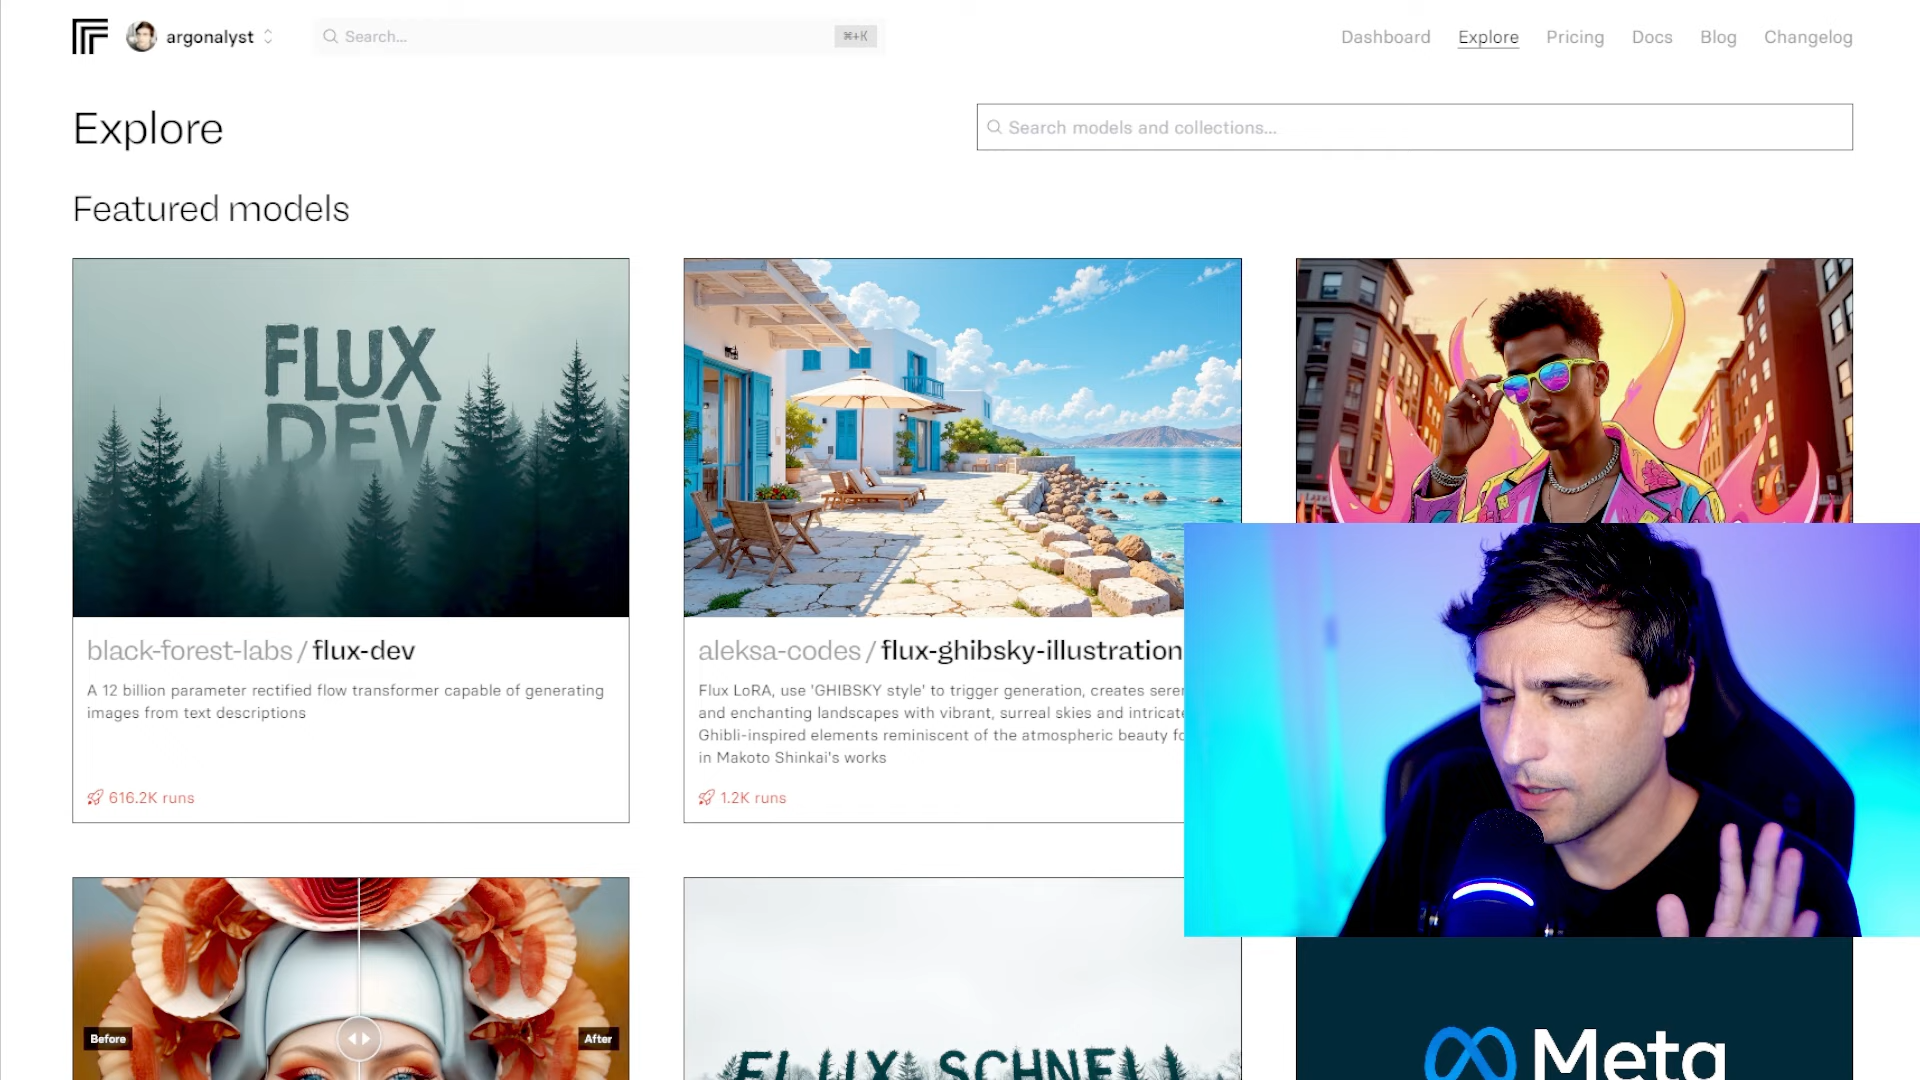 argonalyst
Search...
⌘+K
Dashboard
Explore
Pricing
Docs
Blog
Changelog
Explore
Search models and collections...
Featured models
FLUX
DEV
black-forest-labs / flux-dev
A 12 billion parameter rectified flow transformer capable of generating
images from text descriptions
616.2K runs
aleksa-codes / flux-ghibsky-illustration
Flux LoRA, use 'GHIBSKY style' to trigger generation, creates
and enchanting landscapes with vibrant, surreal skies and
Ghibli-inspired elements reminiscent of the atmospheric beauty
in Makoto Shinkai's works
1.2K runs
Before
After
FLUX SCHNELL
Meta